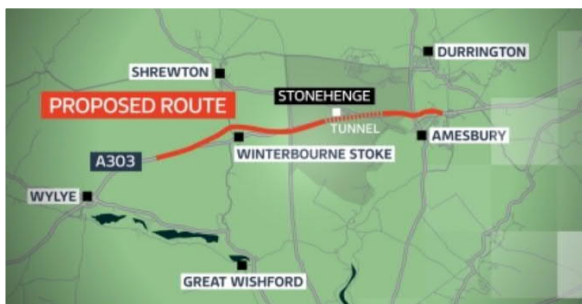 DURRINGTON
SHREWTON
STONEHENGE
PROPOSED ROUTE
TUNNEL
AMESBURY
WINTERBOURNE STOKE
A303
WYLYE
GREAT WISHFORD